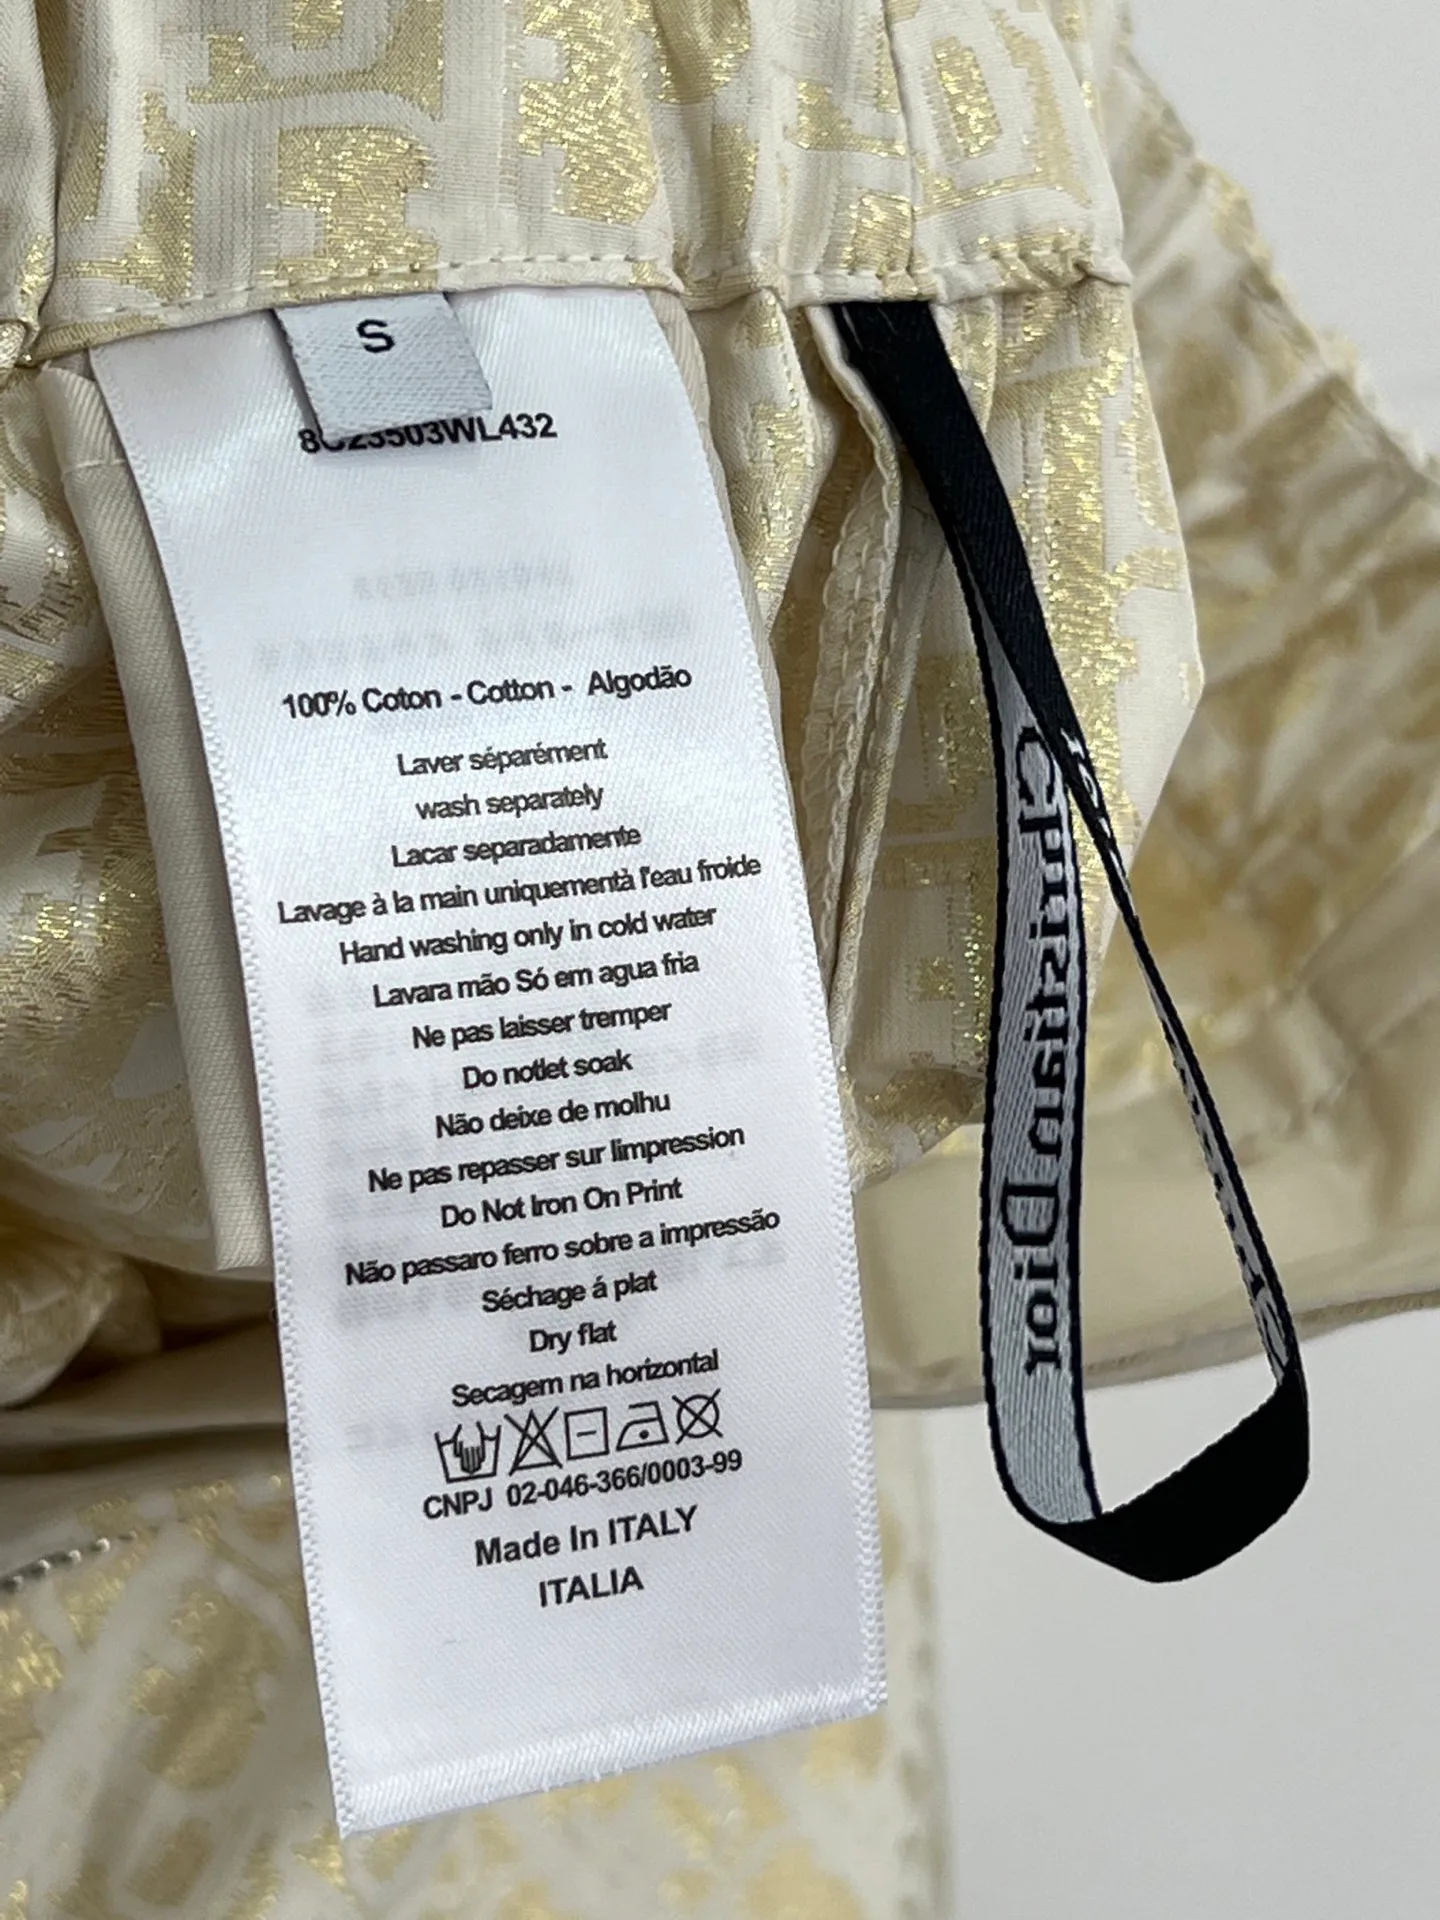 S
8C23503WL432
100% Coton - Cotton - Algodão
Laver séparérment
wash separately
Lacar separadamente
Lavage à la main uniquementà l'eau froide
Hand washing only in cold water
Lavara mão Só em agua fria
Ne pas laisser tremper
Do notlet soak
Não deixe de molhu
Ne pas repasser sur limpression
Do Not Iron On Print
Não passaro ferro sobre a impressão
Séchage á plat
Dry flat
Secagem na horizontal
CNPJ 02-046-366/0003-99
Made In ITALY
ITALIA
Christian Dior